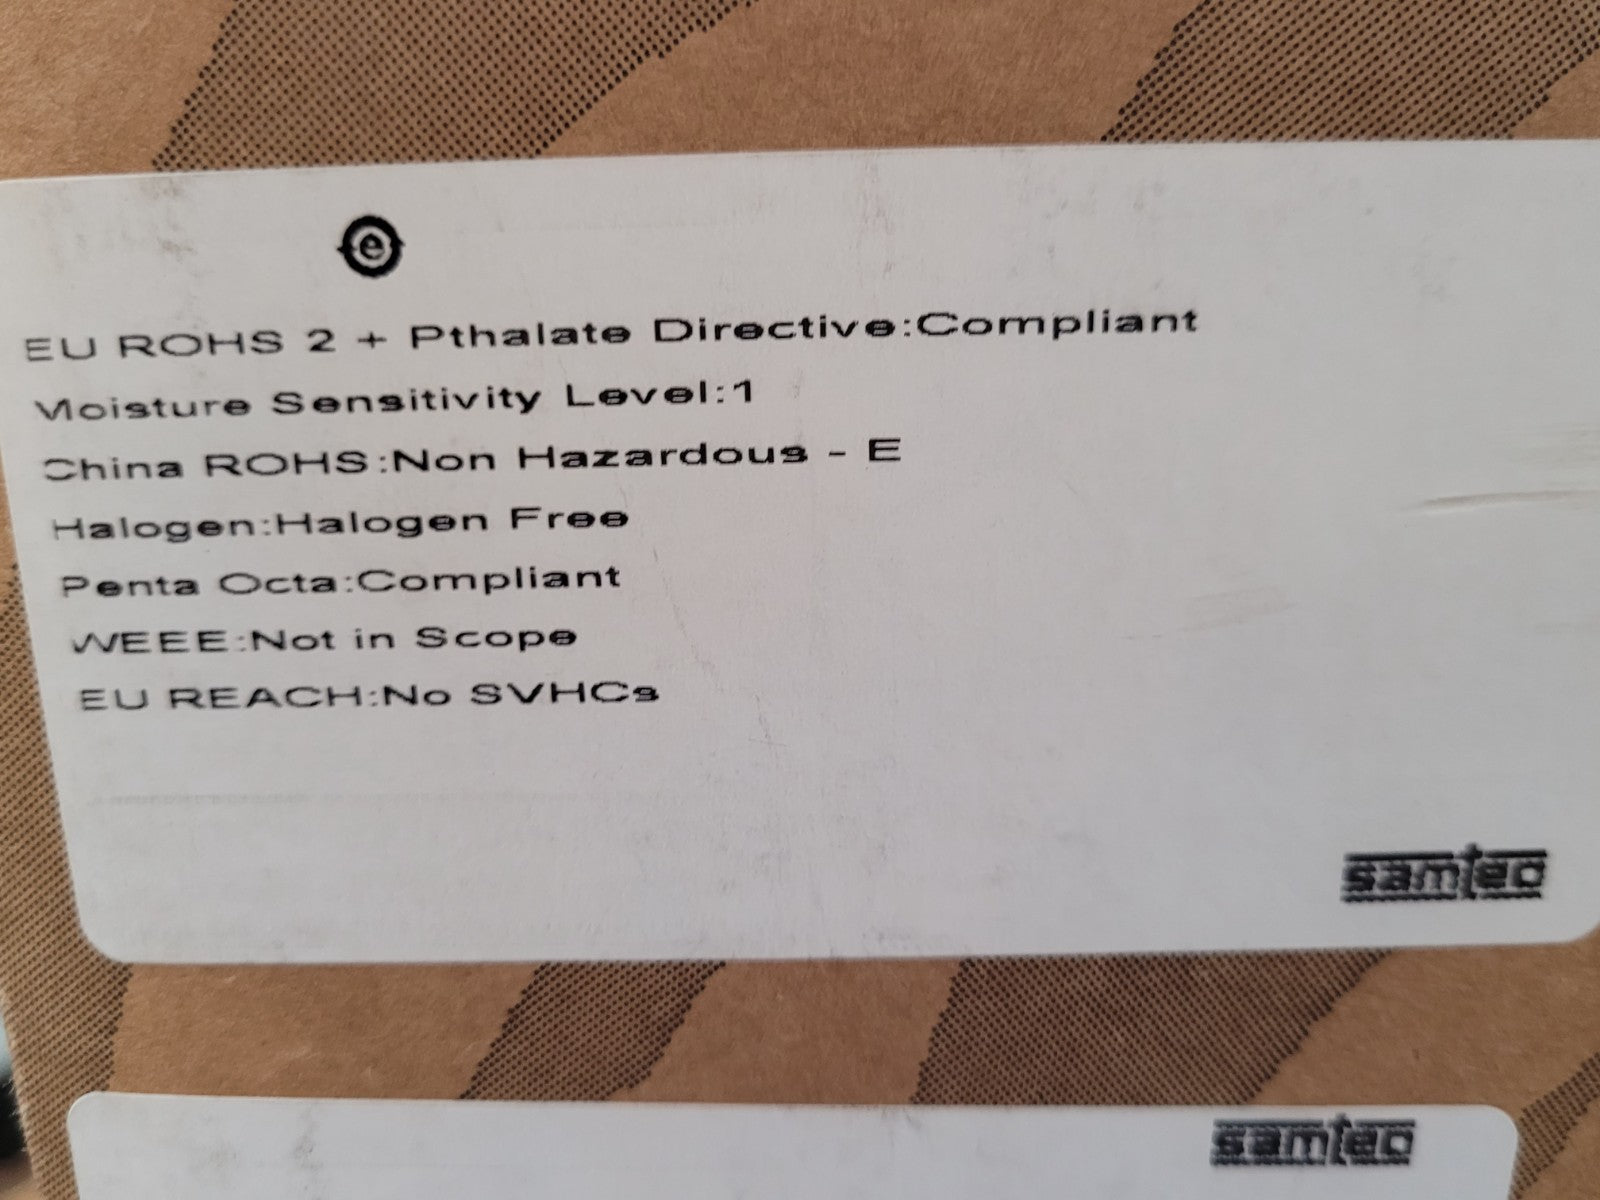 e
EU ROHS 2 + Pthalate Directive:Compliant
Moisture Sensitivity Level:1
China ROHS:Non Hazardous - E
Halogen:Halogen Free
Penta Octa:Compliant
WEEE:Not in Scope
EU REACH:No SVHCs
samtec
samtec